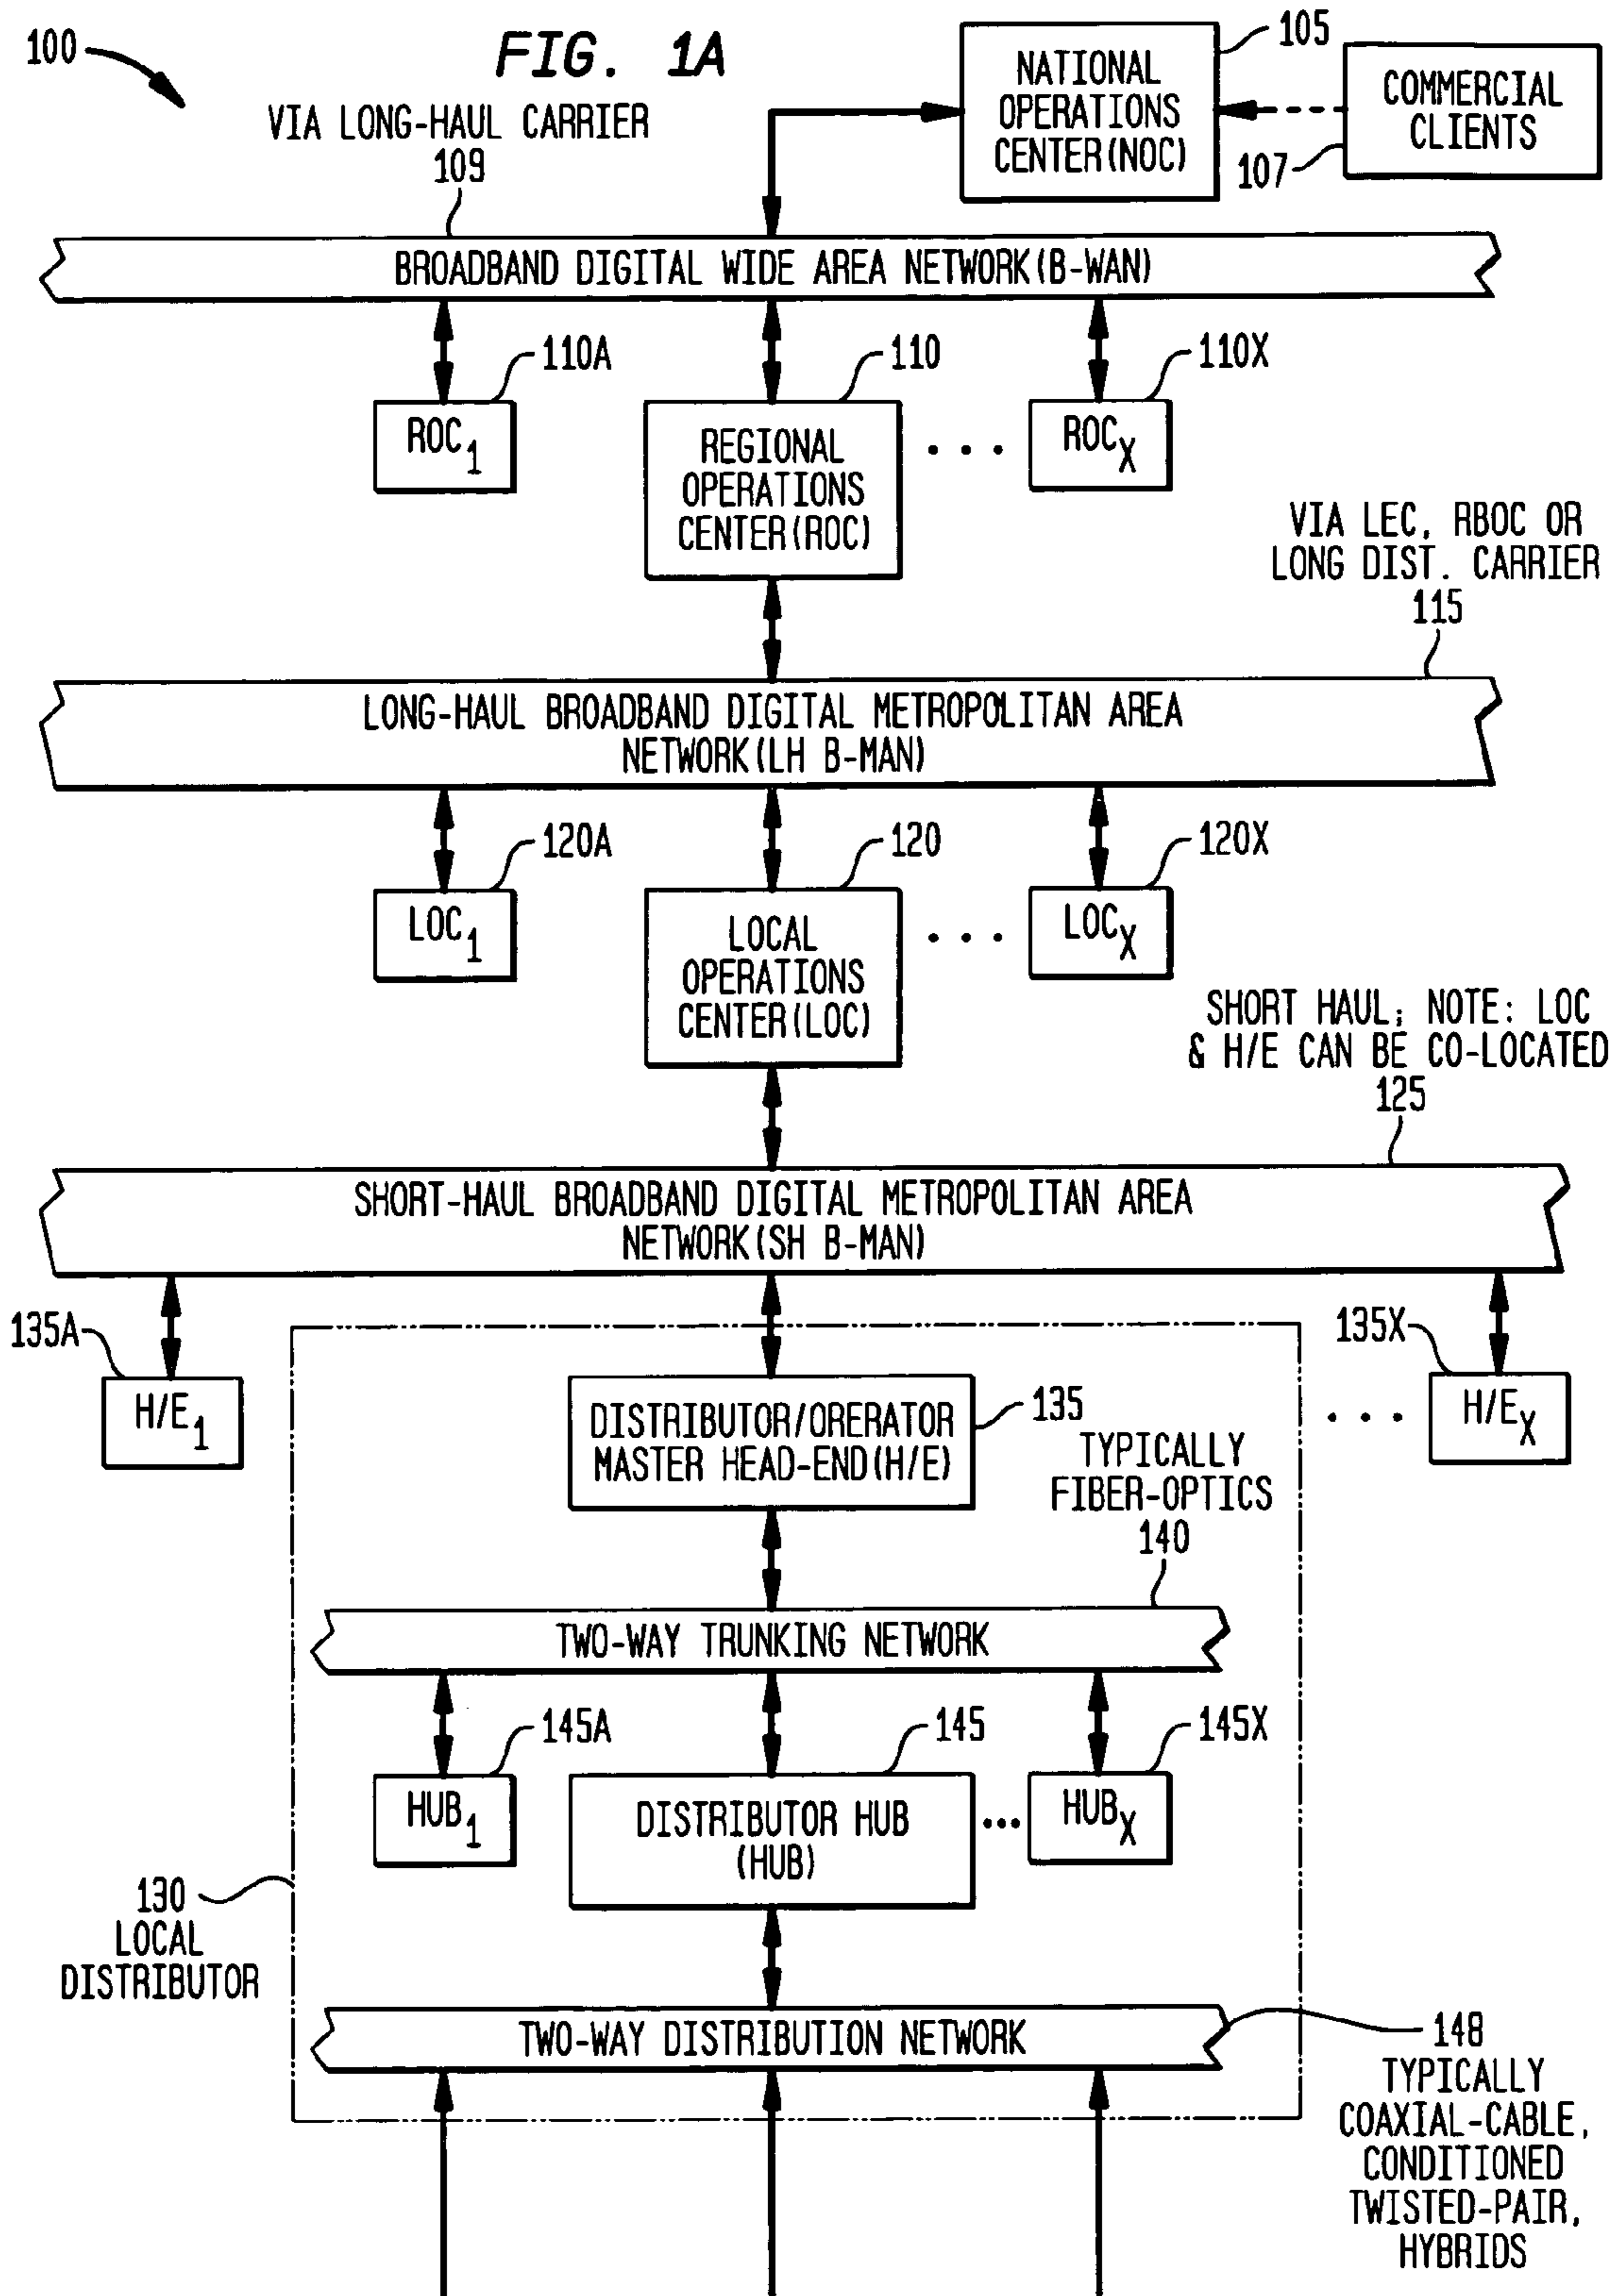 100
FIG. 1A
105
NATIONAL
OPERATIONS
CENTER(NOC)
COMMERCIAL
CLIENTS
107
VIA LONG-HAUL CARRIER
109
BROADBAND DIGITAL WIDE AREA NETWORK(B-WAN)
110A
110
110X
ROC1
REGIONAL
OPERATIONS
CENTER(ROC)
. . .
ROCX
VIA LEC, RBOC OR
LONG DIST. CARRIER
115
LONG-HAUL BROADBAND DIGITAL METROPOLITAN AREA
NETWORK(LH B-MAN)
120A
120
120X
LOC1
LOCAL
OPERATIONS
CENTER(LOC)
. . .
LOCX
SHORT HAUL; NOTE: LOC
& H/E CAN BE CO-LOCATED
125
SHORT-HAUL BROADBAND DIGITAL METROPOLITAN AREA
NETWORK(SH B-MAN)
135A
135X
H/E1
DISTRIBUTOR/ORERATOR
MASTER HEAD-END(H/E)
135
. . .
H/EX
TYPICALLY
FIBER-OPTICS
140
TWO-WAY TRUNKING NETWORK
145A
145
145X
HUB1
DISTRIBUTOR HUB
(HUB)
...
HUBX
130
LOCAL
DISTRIBUTOR
TWO-WAY DISTRIBUTION NETWORK
148
TYPICALLY
COAXIAL-CABLE,
CONDITIONED
TWISTED-PAIR,
HYBRIDS